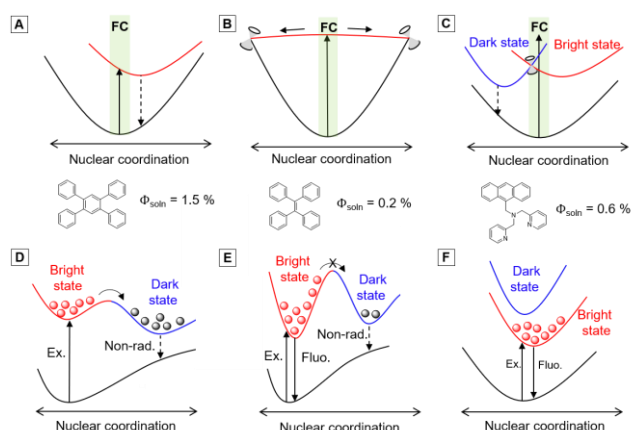 A
FC
Nuclear coordination
Φsoln = 1.5 %
B
FC
Nuclear coordination
Φsoln = 0.2 %
C
FC
Dark state
Bright state
Nuclear coordination
Φsoln = 0.6 %
N
N
N
D
Bright
state
Dark
state
Ex.
Non-rad.
Nuclear coordination
E
Bright
state
X
Dark
state
Ex.
Fluo.
Non-rad.
Nuclear coordination
F
Dark
state
Bright
state
Ex.
Fluo.
Nuclear coordination